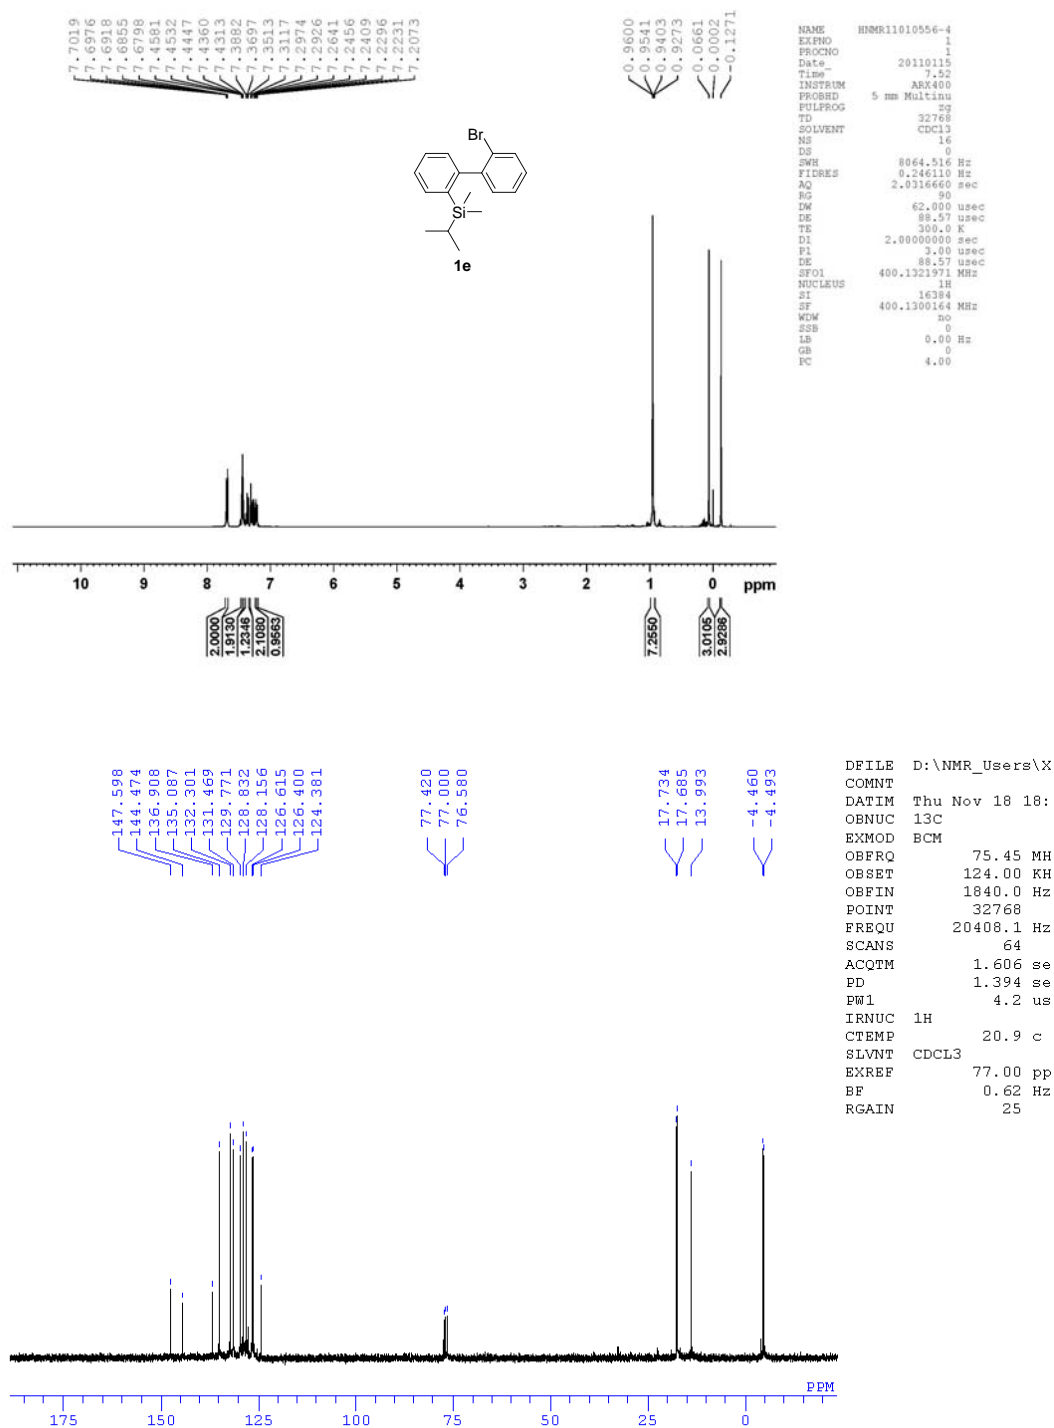 7.7019
7.6976
7.6918
7.6855
7.6798
7.4581
7.4532
7.4447
7.4360
7.4313
7.3882
7.3697
7.3513
7.3117
7.2974
7.2926
7.2641
7.2456
7.2409
7.2296
7.2231
7.2073
0.9600
0.9541
0.9403
0.9273
0.0661
0.0002
-0.1271
NAME HNMR11010556-4
EXPNO 1
PROCNO 1
Date_ 20110115
Time 7.52
INSTRUM ARX400
PROBHD 5 mm Multinu
PULPROG zg
TD 32768
SOLVENT CDCl3
NS 16
DS 0
SWH 8064.516 Hz
FIDRES 0.246110 Hz
AQ 2.0316660 sec
RG 90
DW 62.000 usec
DE 88.57 usec
TE 300.0 K
D1 2.00000000 sec
P1 3.00 usec
DE 88.57 usec
SFO1 400.1321971 MHz
NUCLEUS 1H
SI 16384
SF 400.1300164 MHz
WDW no
SSB 0
LB 0.00 Hz
GB 0
PC 4.00
Br
Si
1e
10 9 8 7 6 5 4 3 2 1 0 ppm
2.0000
1.9130
1.2346
2.1080
0.9563
7.2550
3.0105
2.9286
147.598
144.474
136.908
135.087
132.301
131.469
129.771
128.832
128.156
126.615
126.400
124.381
77.420
77.000
76.580
17.734
17.685
13.993
-4.460
-4.493
DFILE D:\NMR_Users\X
COMNT
DATIM Thu Nov 18 18:
OBNUC 13C
EXMOD BCM
OBFRQ 75.45 MH
OBSET 124.00 KH
OBFIN 1840.0 Hz
POINT 32768
FREQU 20408.1 Hz
SCANS 64
ACQTM 1.606 se
PD 1.394 se
PW1 4.2 us
IRNUC 1H
CTEMP 20.9 c
SLVNT CDCL3
EXREF 77.00 pp
BF 0.62 Hz
RGAIN 25
PPM
175 150 125 100 75 50 25 0